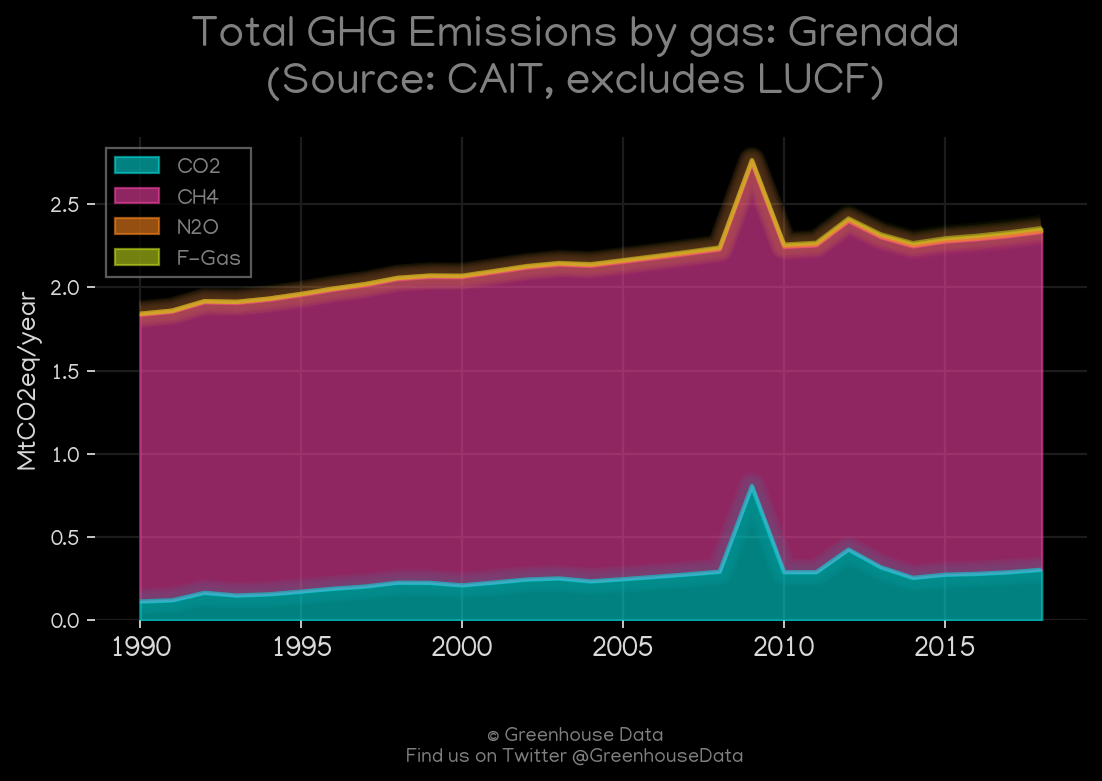 Total GHG Emissions by gas: Grenada
(Source: CAIT, excludes LUCF)
CO2
CH4
N2O
F-Gas
MtCO2eq/year
2.5
2.0
1.5
1.0
0.5
0.0
1990 1995 2000 2005 2010 2015
© Greenhouse Data
Find us on Twitter @GreenhouseData